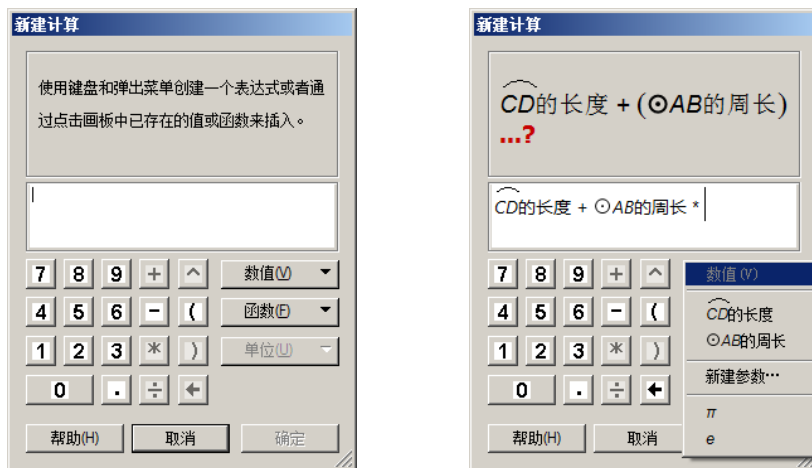 新建计算
使用键盘和弹出菜单创建一个表达式或者通
过点击画板中已存在的值或函数来插入。
7 8 9 + ^ 数值(V)
4 5 6 - ( 函数(F)
1 2 3 * ) 单位(U)
0 . ÷ ←
帮助(H) 取消 确定
新建计算
CD的长度 + (⊙AB的周长)
...?
CD的长度 + ⊙AB的周长 *
7 8 9 + ^ 数值(V)
4 5 6 - ( CD的长度
⊙AB的周长
1 2 3 * ) 新建参数…
0 . ÷ ← π
帮助(H) 取消 e